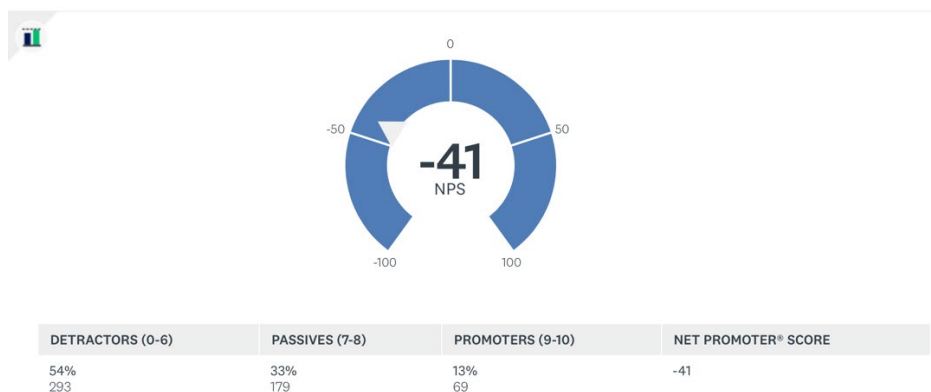 0
-50
50
-41
NPS
-100
100
DETRACTORS (0-6) PASSIVES (7-8) PROMOTERS (9-10) NET PROMOTER® SCORE
54% 33% 13% -41
293 179 69